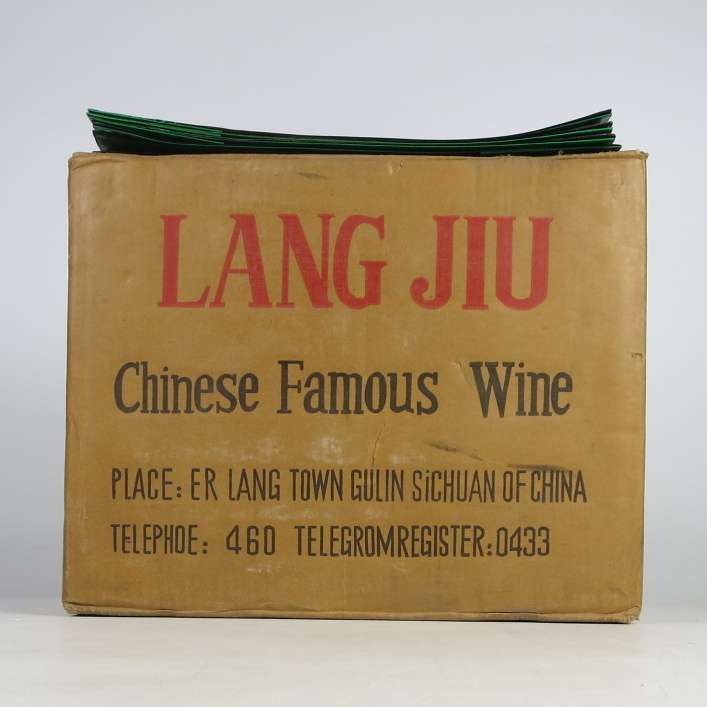 LANG JIU
Chinese Famous Wine
PLACE: ER LANG TOWN GULIN SiCHUAN OF CHINA
TELEPHOE: 460 TELEGROMREGISTER:0433